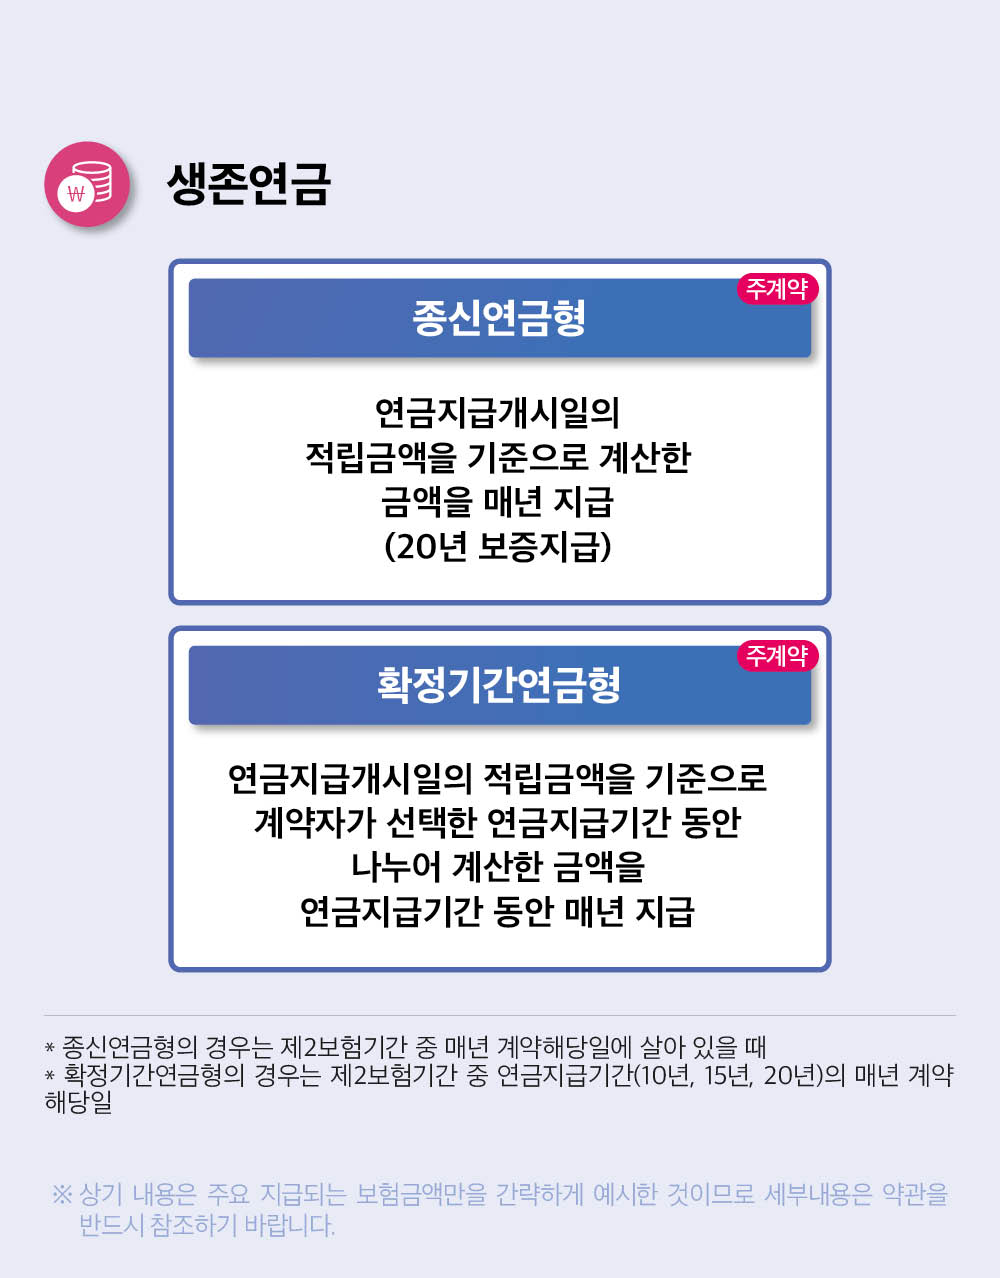 ₩
생존연금
주계약
종신연금형
연금지급개시일의
적립금액을 기준으로 계산한
금액을 매년 지급
(20년 보증지급)
주계약
확정기간연금형
연금지급개시일의 적립금액을 기준으로
계약자가 선택한 연금지급기간 동안
나누어 계산한 금액을
연금지급기간 동안 매년 지급
* 종신연금형의 경우는 제2보험기간 중 매년 계약해당일에 살아 있을 때
* 확정기간연금형의 경우는 제2보험기간 중 연금지급기간(10년, 15년, 20년)의 매년 계약
해당일
※ 상기 내용은 주요 지급되는 보험금액만을 간략하게 예시한 것이므로 세부내용은 약관을
반드시 참조하기 바랍니다.